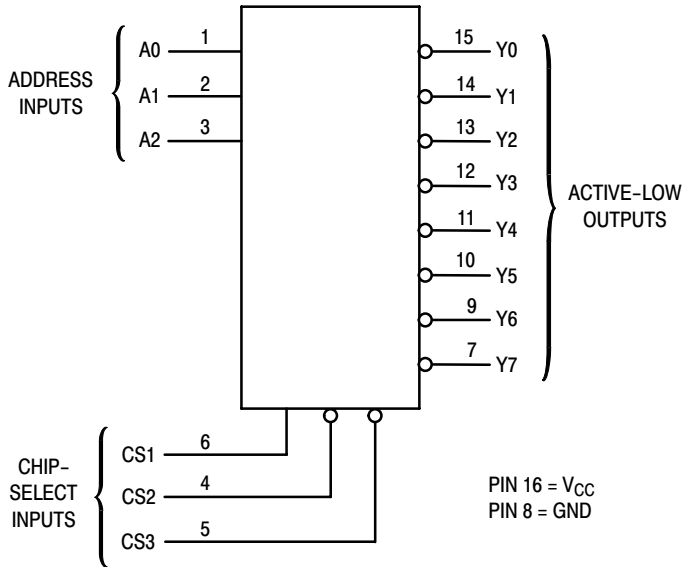 ADDRESS
INPUTS
A0 1
A1 2
A2 3
15 Y0
14 Y1
13 Y2
12 Y3
11 Y4
10 Y5
9 Y6
7 Y7
ACTIVE-LOW
OUTPUTS
CHIP-
SELECT
INPUTS
CS1 6
CS2 4
CS3 5
PIN 16 = VCC
PIN 8 = GND